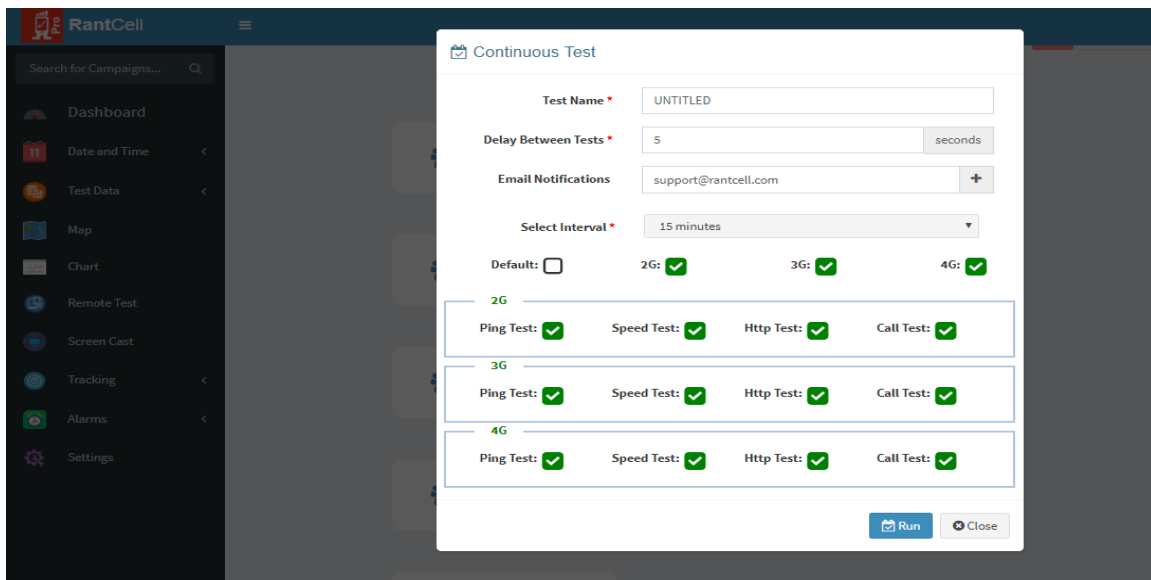 Pro RantCell
Search for Campaigns...
Dashboard
11 Date and Time
Test Data
Map
Chart
Remote Test
Screen Cast
Tracking
Alarms
Settings
Continuous Test
Test Name * UNTITLED
Delay Between Tests * 5 seconds
Email Notifications support@rantcell.com +
Select Interval * 15 minutes
Default: 2G: 3G: 4G:
2G
Ping Test: Speed Test: Http Test: Call Test:
3G
Ping Test: Speed Test: Http Test: Call Test:
4G
Ping Test: Speed Test: Http Test: Call Test:
Run Close